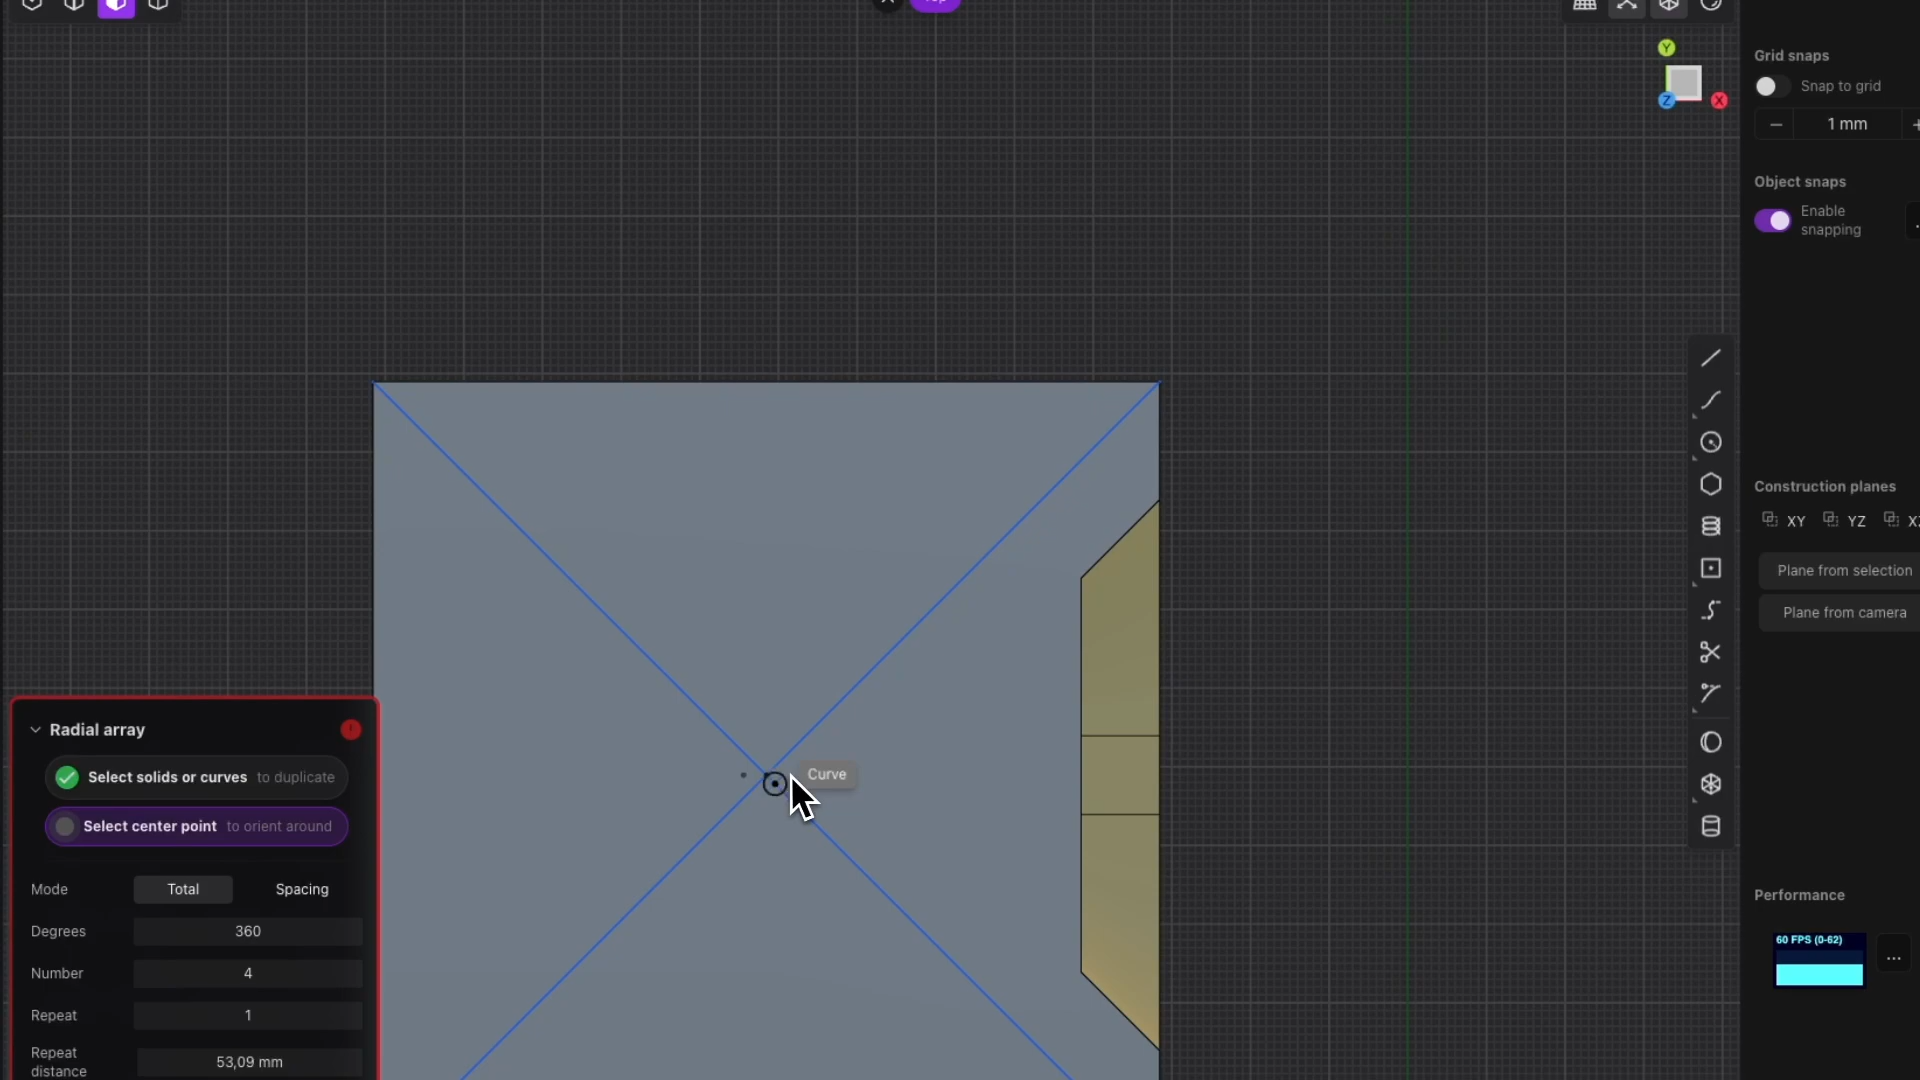 Top
Y
Z
X
Grid snaps
Snap to grid
1 mm
Object snaps
Enable
snapping
Construction planes
XY
YZ
Plane from selection
Plane from camera
Curve
Radial array
Select solids or curves to duplicate
Select center point to orient around
Mode
Total
Spacing
Degrees
360
Number
4
Repeat
1
Repeat
distance
53,09 mm
Performance
60 FPS (0-62)
...